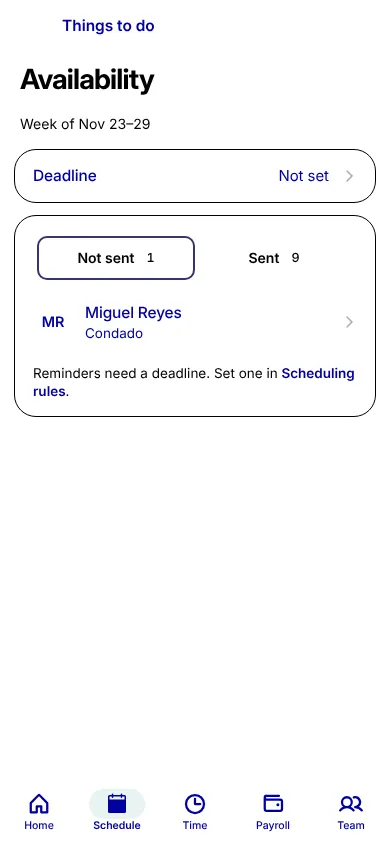 Things to do
Availability
Week of Nov 23–29
Deadline Not set
Not sent 1 Sent 9
MR Miguel Reyes
Condado
Reminders need a deadline. Set one in Scheduling
rules.
Home Schedule Time Payroll Team